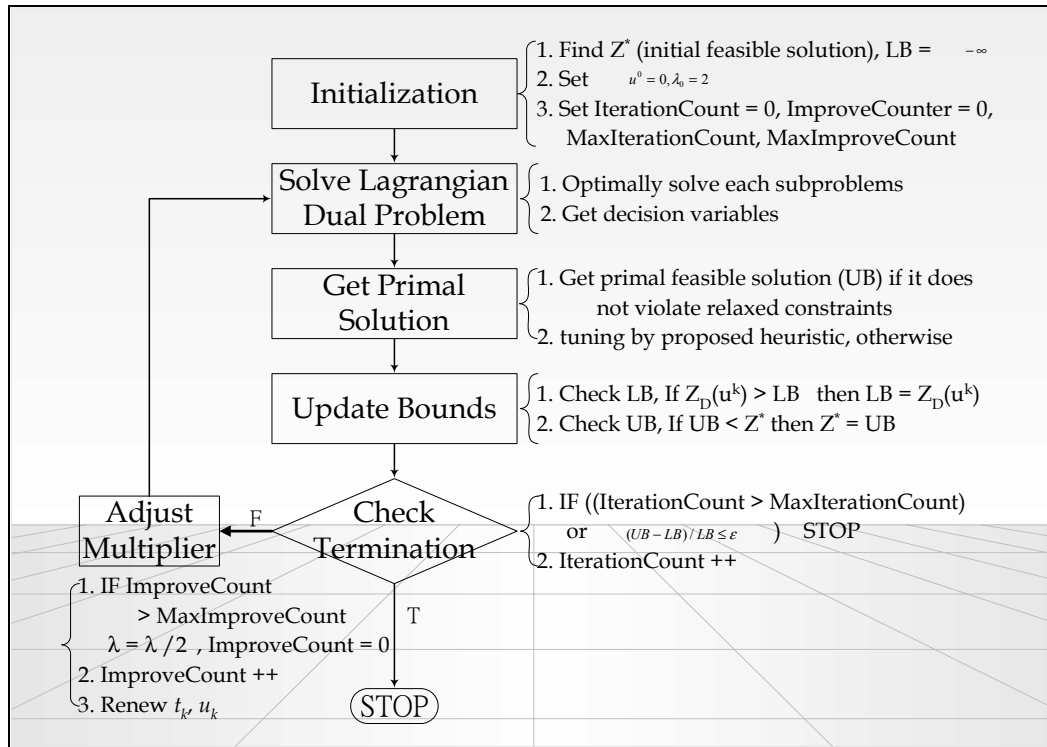 Initialization
1. Find Z* (initial feasible solution), LB = -∞
2. Set u⁰ = 0, λ₀ = 2
3. Set IterationCount = 0, ImproveCounter = 0,
MaxIterationCount, MaxImproveCount
Solve Lagrangian
Dual Problem
1. Optimally solve each subproblems
2. Get decision variables
Get Primal
Solution
1. Get primal feasible solution (UB) if it does
not violate relaxed constraints
2. tuning by proposed heuristic, otherwise
Update Bounds
1. Check LB, If Z_D(u^k) > LB then LB = Z_D(u^k)
2. Check UB, If UB < Z* then Z* = UB
Check
Termination
1. IF ((IterationCount > MaxIterationCount)
or (UB – LB) / LB ≤ ε ) STOP
2. IterationCount ++
F
Adjust
Multiplier
1. IF ImproveCount
> MaxImproveCount
λ = λ /2 , ImproveCount = 0
2. ImproveCount ++
3. Renew t_k, u_k
T
STOP